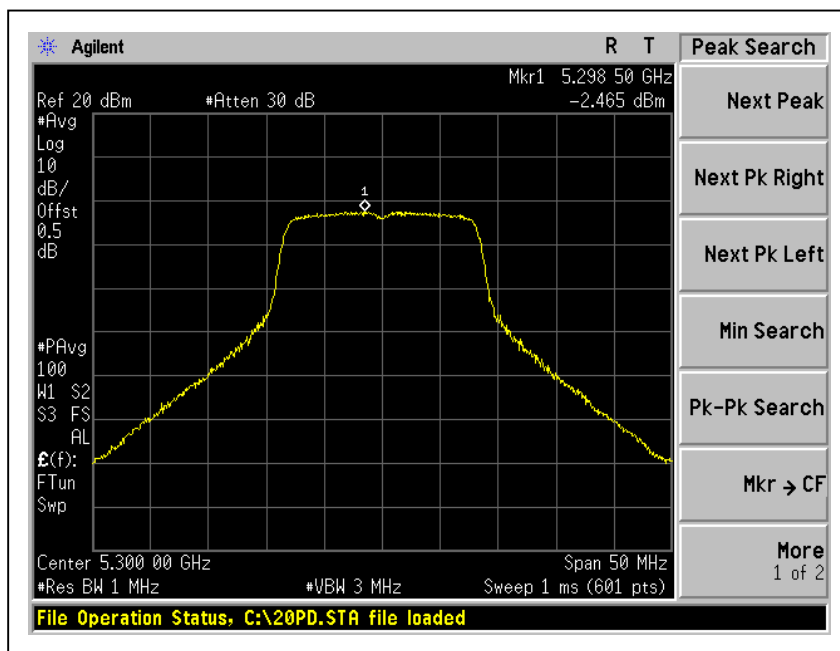 Agilent R T Peak Search
Mkr1 5.298 50 GHz
Ref 20 dBm #Atten 30 dB -2.465 dBm
#Avg
Log
10
dB/
Offst
0.5
dB
1
#PAvg
100
W1 S2
S3 FS
AL
£(f):
FTun
Swp
Center 5.300 00 GHz Span 50 MHz
#Res BW 1 MHz #VBW 3 MHz Sweep 1 ms (601 pts)
File Operation Status, C:\20PD.STA file loaded
Next Peak
Next Pk Right
Next Pk Left
Min Search
Pk-Pk Search
Mkr → CF
More
1 of 2